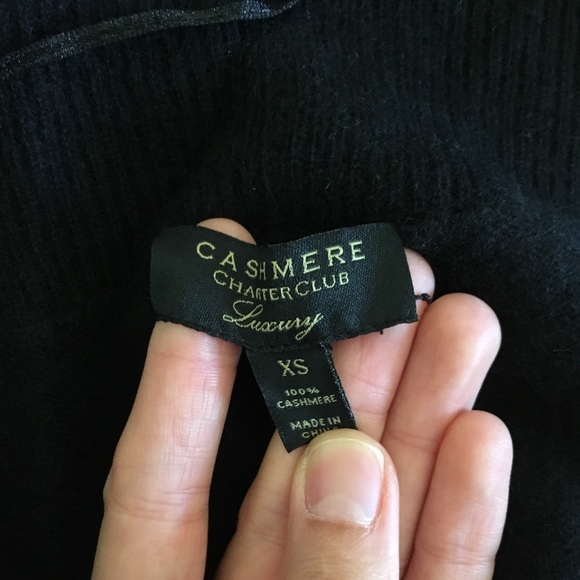 CASHMERE
CHARTER CLUB
Luxury
XS
100%
CASHMERE
MADE IN
CHINA